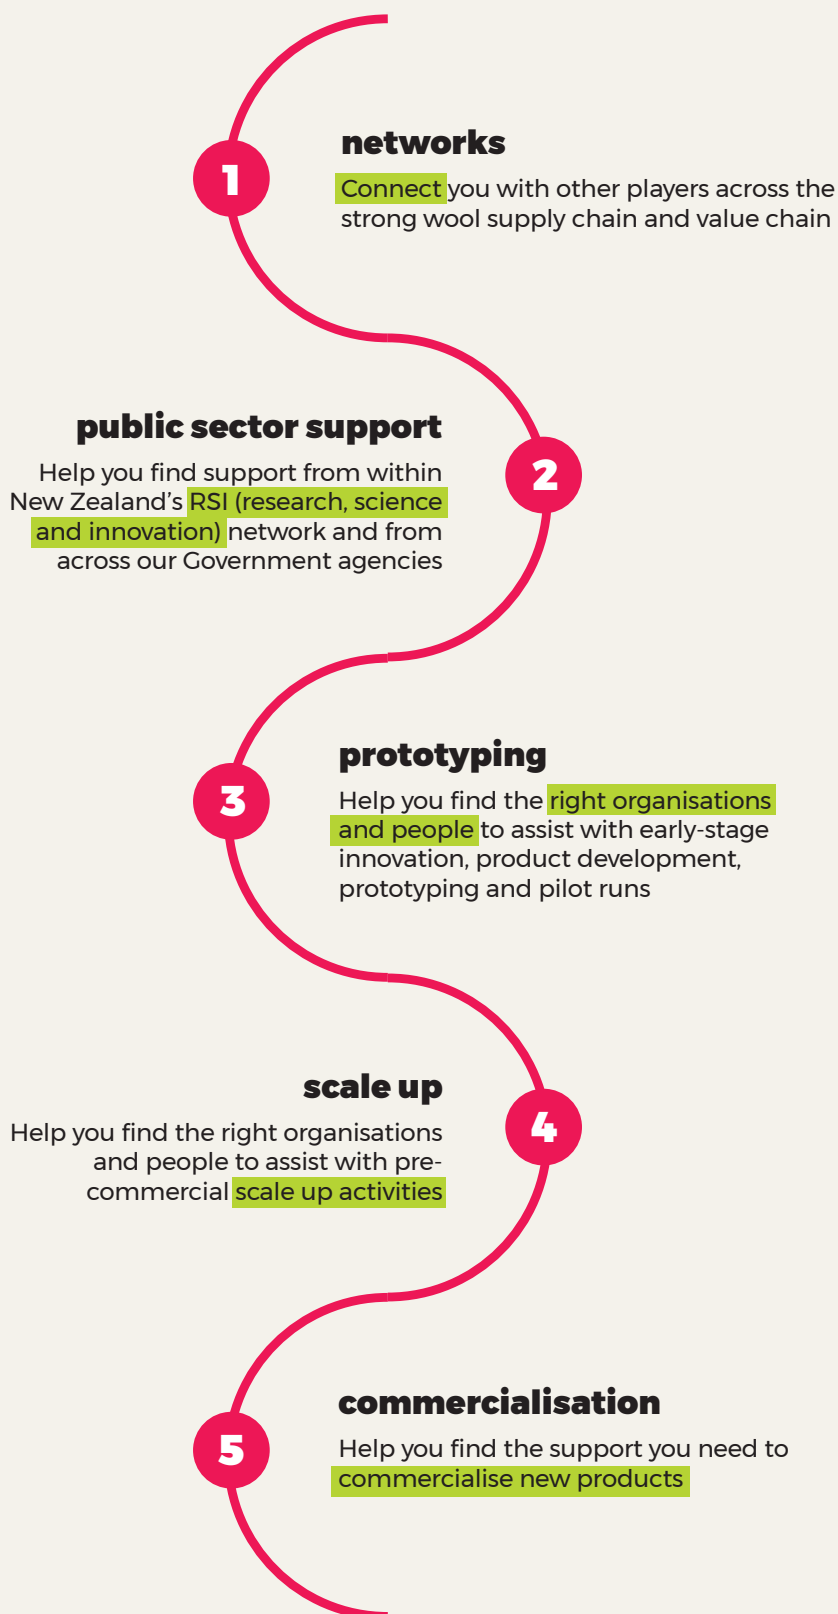 1
networks
Connect you with other players across the
strong wool supply chain and value chain
2
public sector support
Help you find support from within
New Zealand’s RSI (research, science
and innovation) network and from
across our Government agencies
3
prototyping
Help you find the right organisations
and people to assist with early-stage
innovation, product development,
prototyping and pilot runs
4
scale up
Help you find the right organisations
and people to assist with pre-
commercial scale up activities
5
commercialisation
Help you find the support you need to
commercialise new products